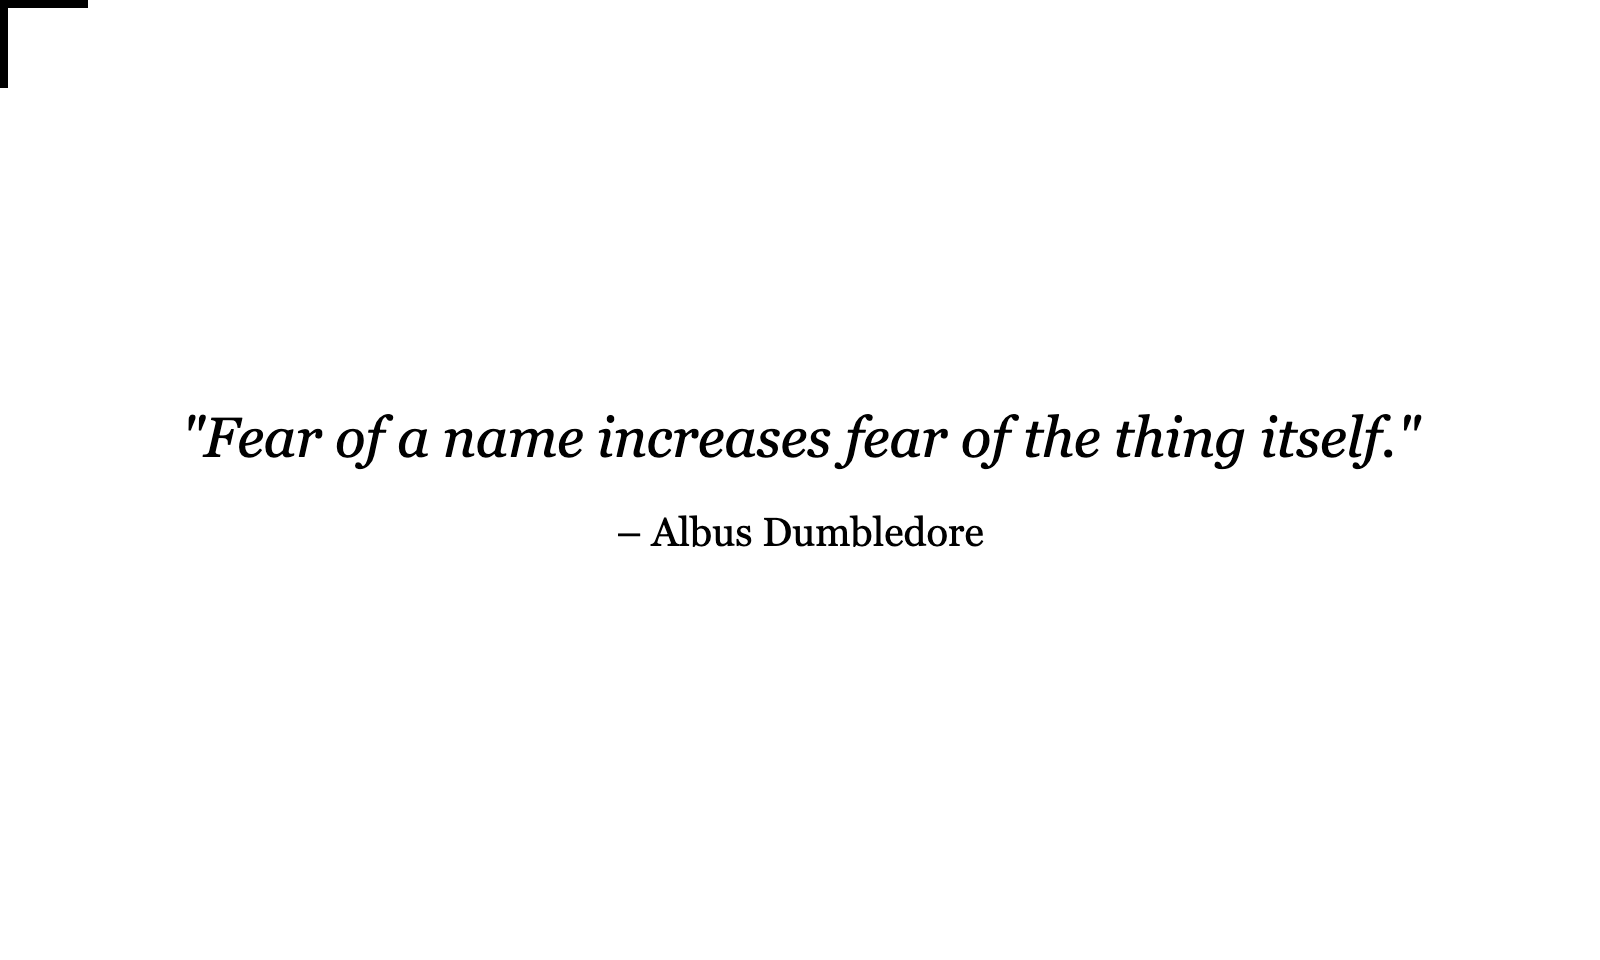 "Fear of a name increases fear of the thing itself."
– Albus Dumbledore